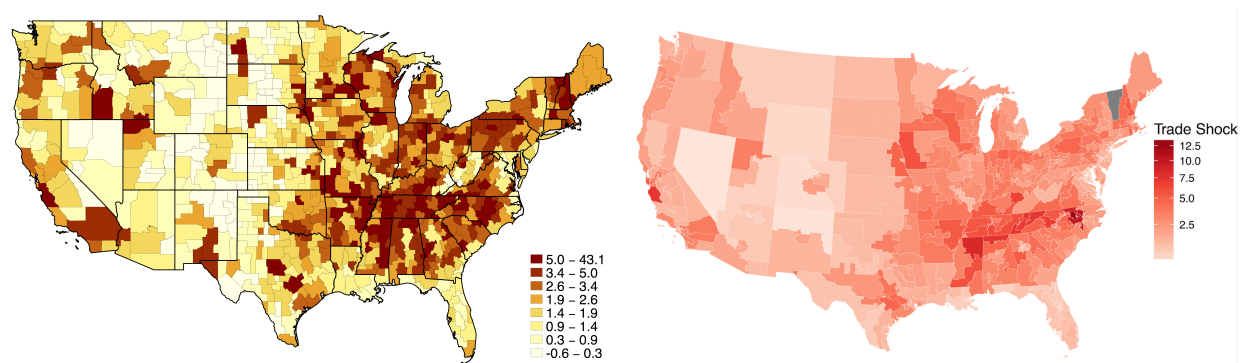 5.0 – 43.1
3.4 – 5.0
2.6 – 3.4
1.9 – 2.6
1.4 – 1.9
0.9 – 1.4
0.3 – 0.9
-0.6 – 0.3
Trade Shock
12.5
10.0
7.5
5.0
2.5